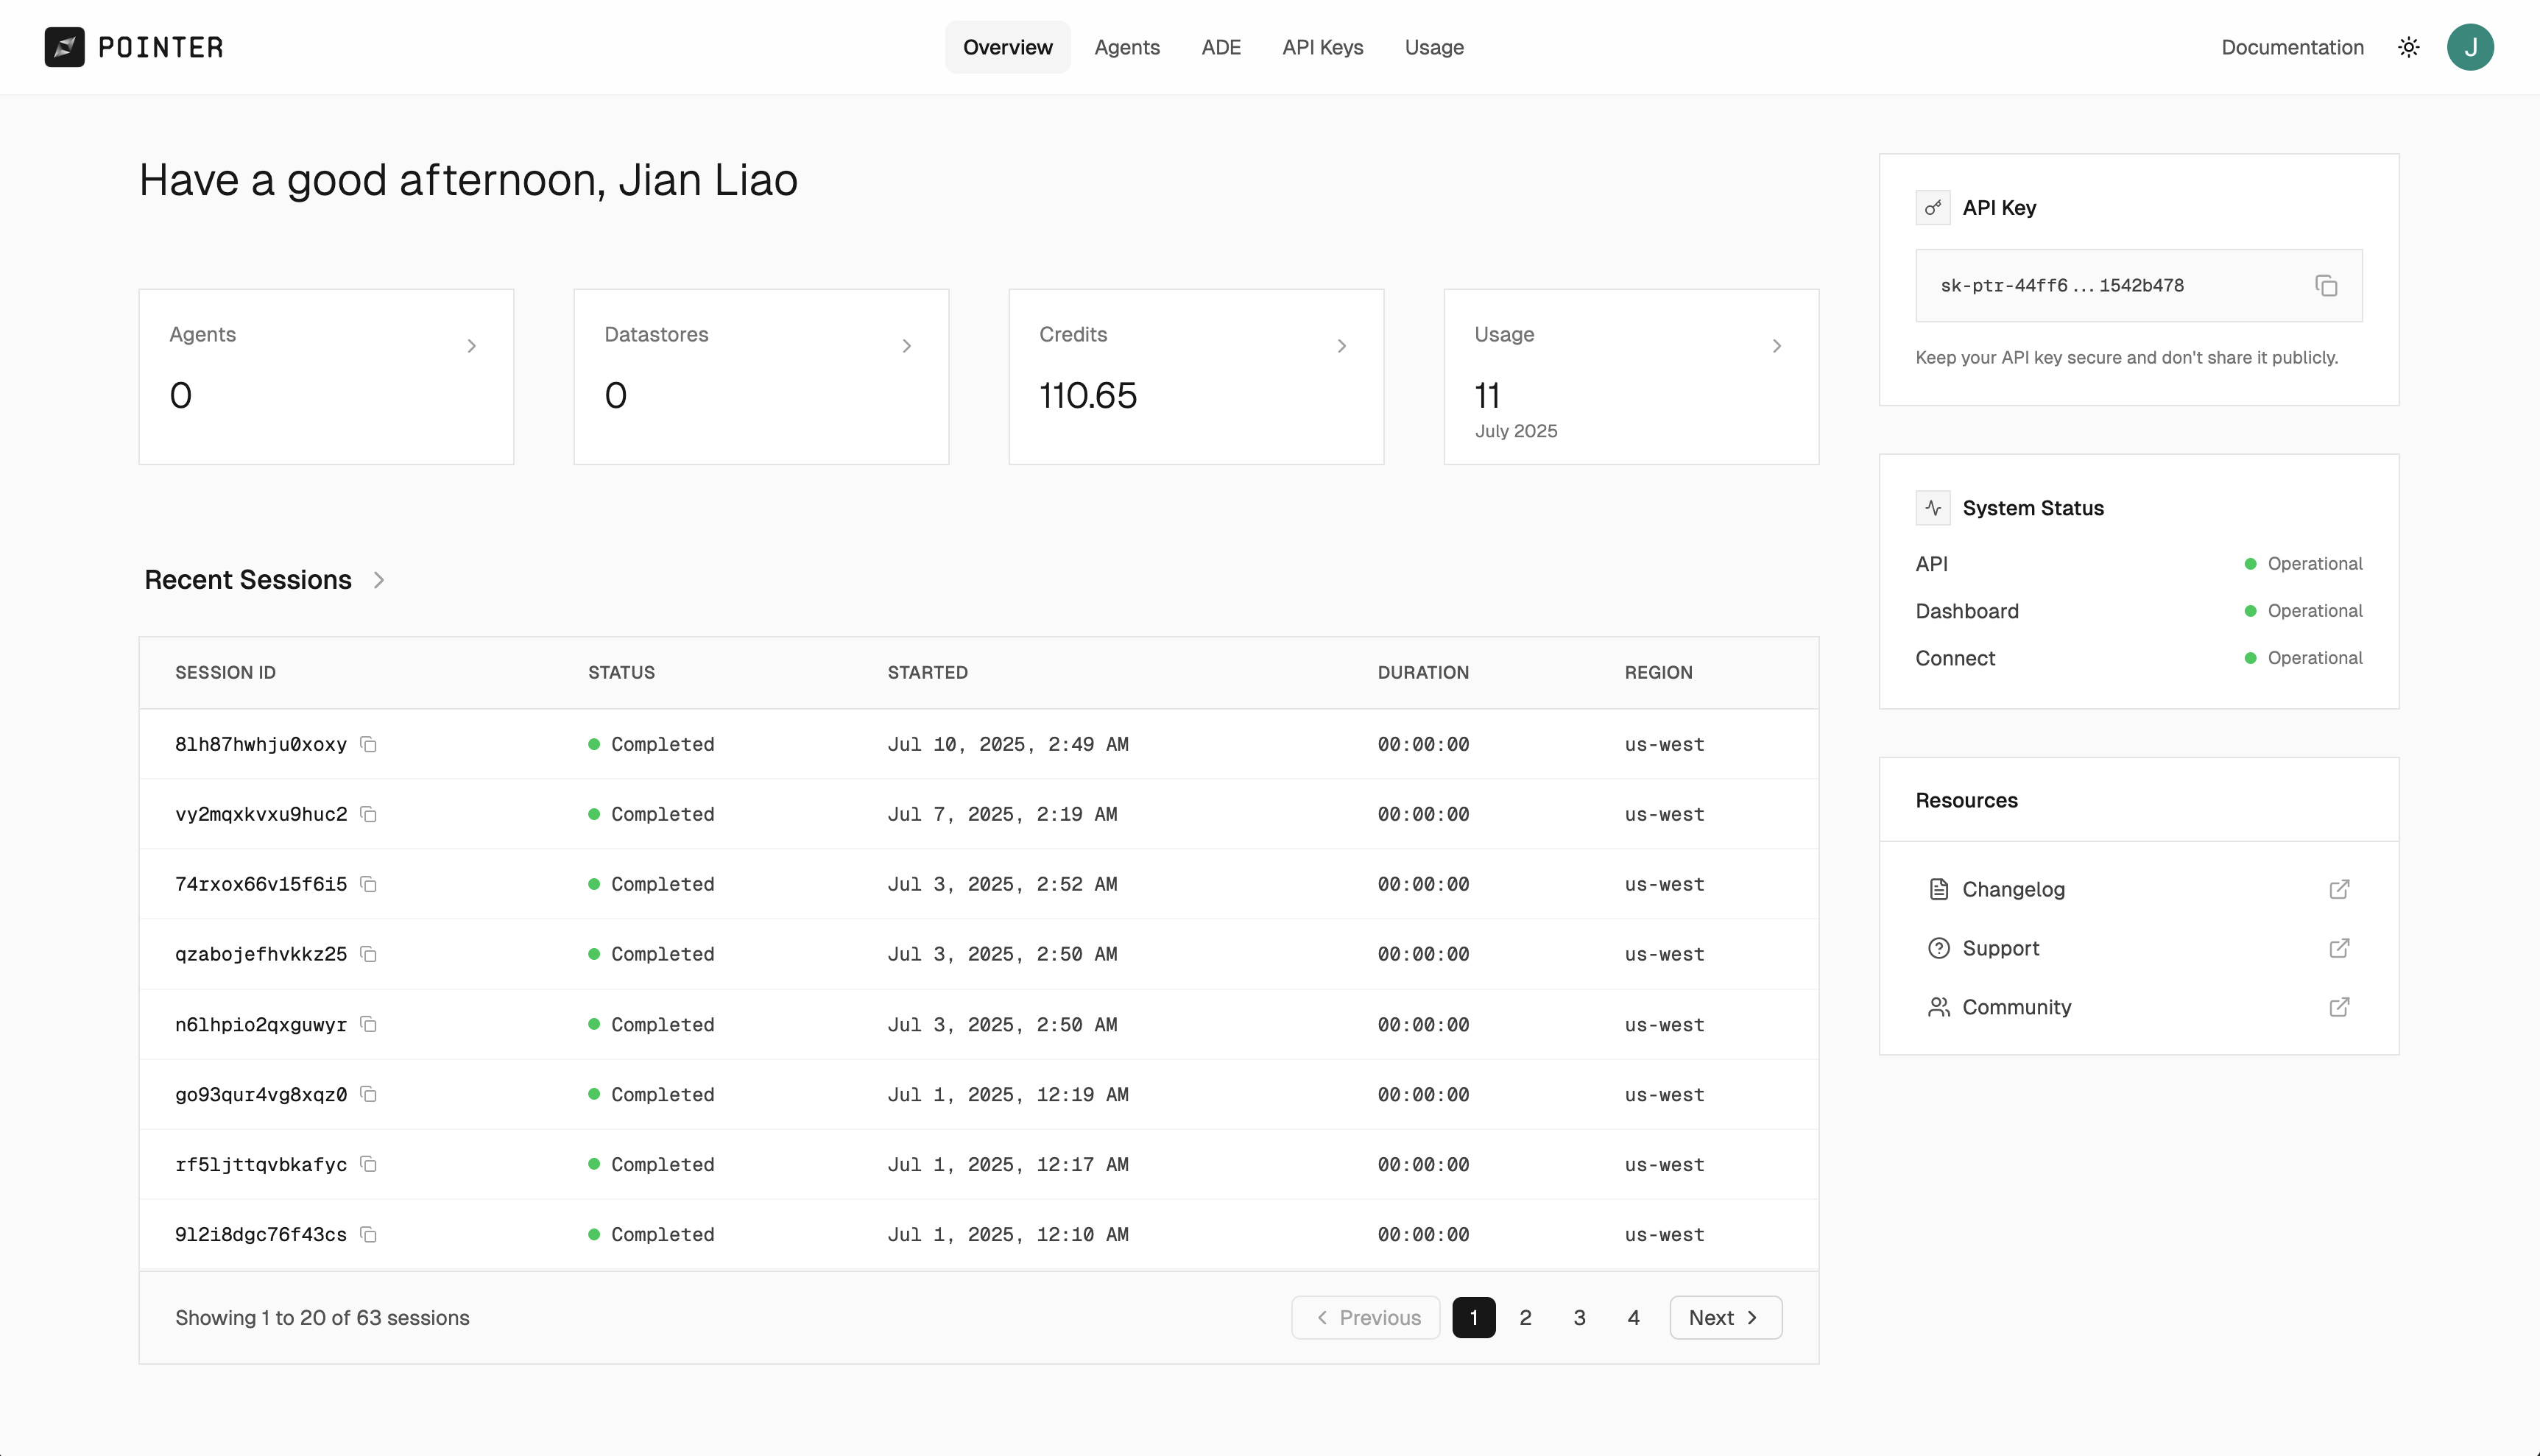 POINTER
Overview Agents ADE API Keys Usage
Documentation J
Have a good afternoon, Jian Liao
Agents
0
Datastores
0
Credits
110.65
Usage
11
July 2025
Recent Sessions
SESSION ID STATUS STARTED DURATION REGION
8lh87hwhju0xoxy Completed Jul 10, 2025, 2:49 AM 00:00:00 us-west
vy2mqxkvxu9huc2 Completed Jul 7, 2025, 2:19 AM 00:00:00 us-west
74rxox66v15f6i5 Completed Jul 3, 2025, 2:52 AM 00:00:00 us-west
qzabojefhvkkz25 Completed Jul 3, 2025, 2:50 AM 00:00:00 us-west
n6lhpio2qxguwyr Completed Jul 3, 2025, 2:50 AM 00:00:00 us-west
go93qur4vg8xqz0 Completed Jul 1, 2025, 12:19 AM 00:00:00 us-west
rf5ljttqvbkafyc Completed Jul 1, 2025, 12:17 AM 00:00:00 us-west
9l2i8dgc76f43cs Completed Jul 1, 2025, 12:10 AM 00:00:00 us-west
Showing 1 to 20 of 63 sessions
Previous 1 2 3 4 Next
API Key
sk-ptr-44ff6...1542b478
Keep your API key secure and don't share it publicly.
System Status
API Operational
Dashboard Operational
Connect Operational
Resources
Changelog
Support
Community